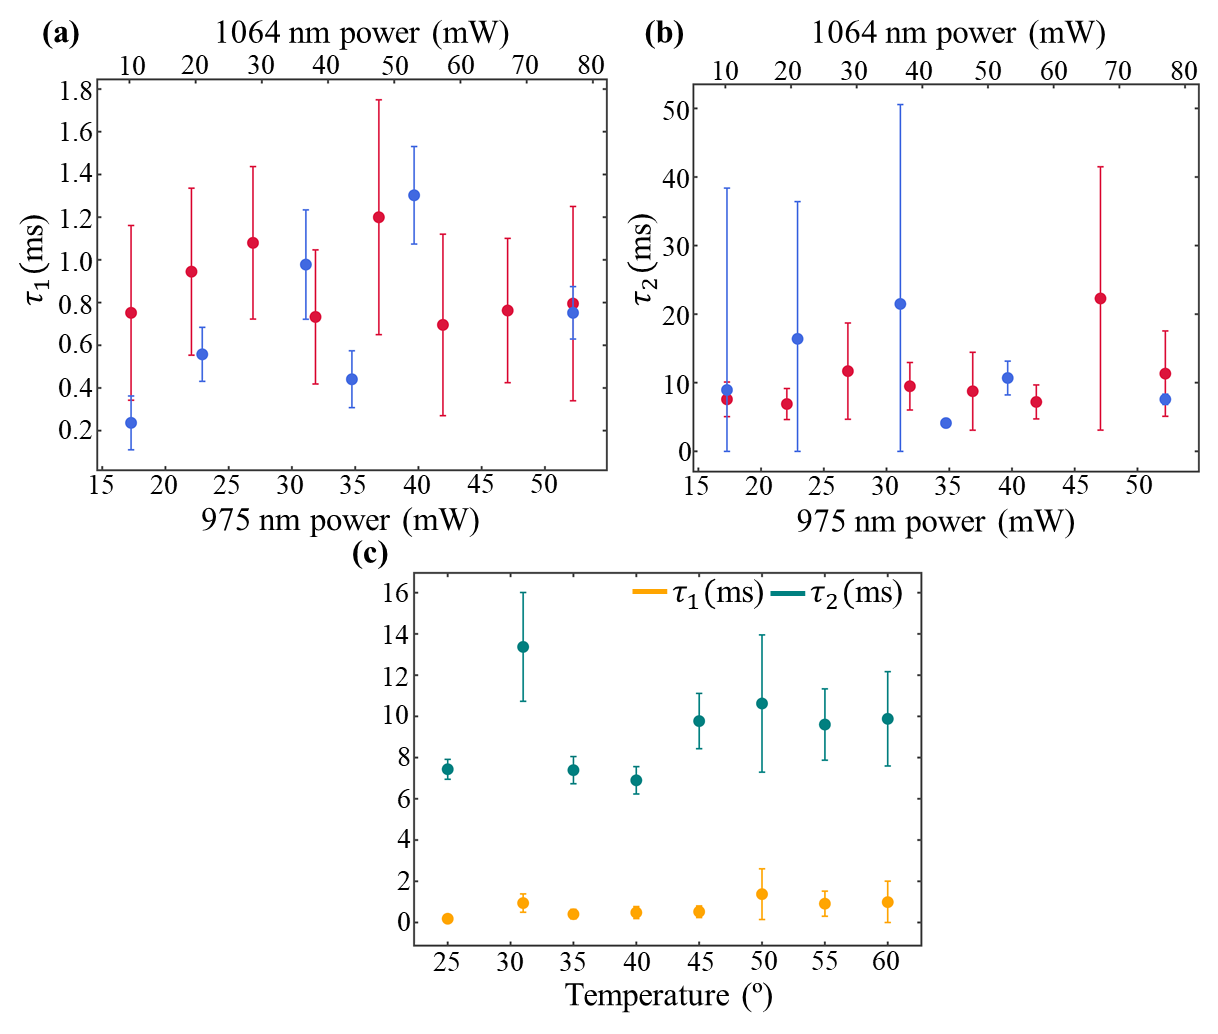 (a) 1064 nm power (mW)
10 20 30 40 50 60 70 80
1.8
1.6
1.4
1.2
1.0
0.8
0.6
0.4
0.2
τ1 (ms)
15 20 25 30 35 40 45 50
975 nm power (mW)
(b) 1064 nm power (mW)
10 20 30 40 50 60 70 80
50
40
30
20
10
0
τ2 (ms)
15 20 25 30 35 40 45 50
975 nm power (mW)
(c)
τ1 (ms) τ2 (ms)
16
14
12
10
8
6
4
2
0
25 30 35 40 45 50 55 60
Temperature (º)